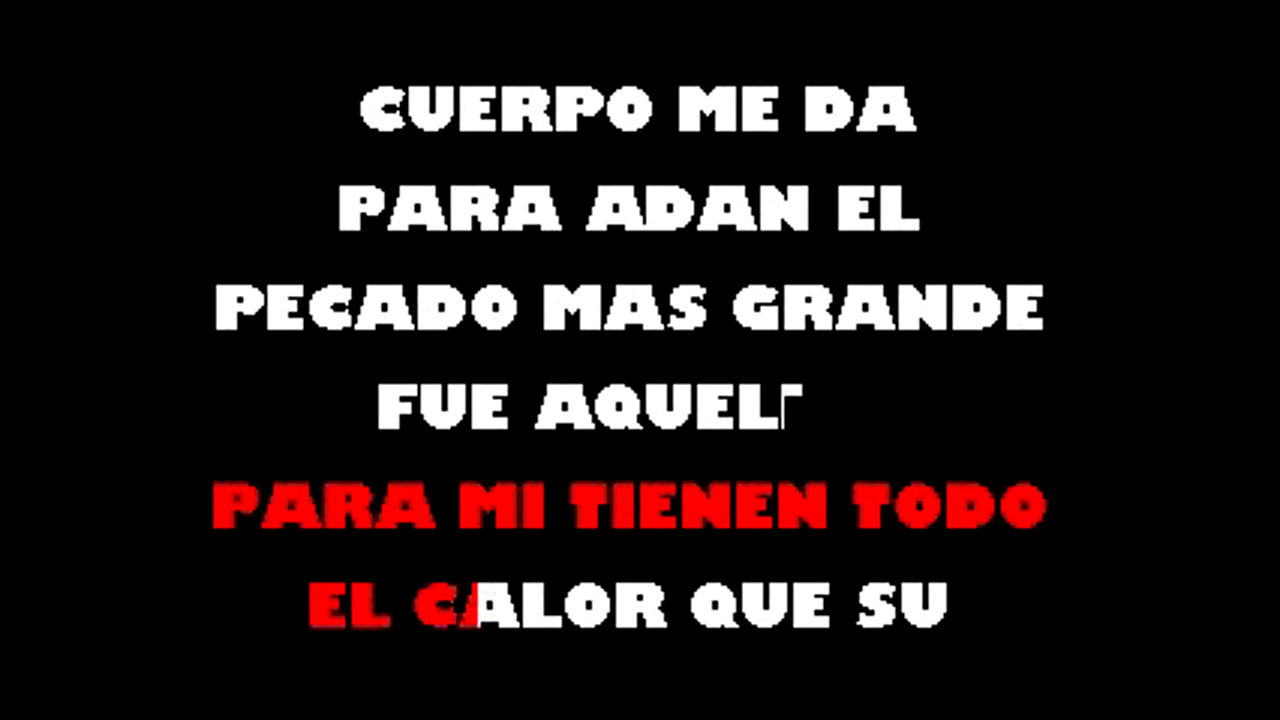 CUERPO ME DA
PARA ADAN EL
PECADO MAS GRANDE
FUE AQUEL
PARA MI TIENEN TODO
EL CALOR QUE SU